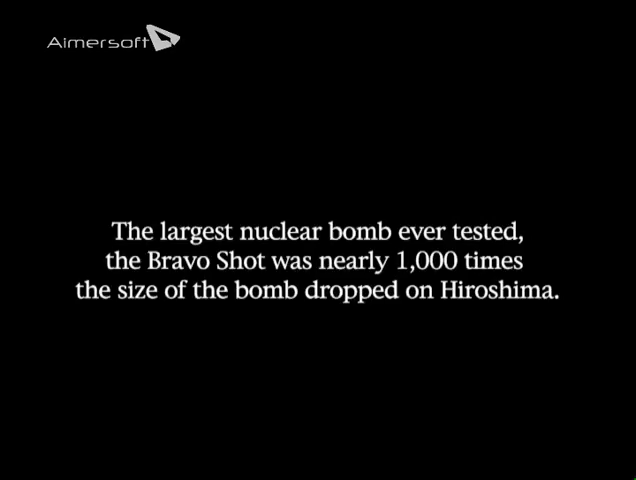 Aimersoft
The largest nuclear bomb ever tested,
the Bravo Shot was nearly 1,000 times
the size of the bomb dropped on Hiroshima.